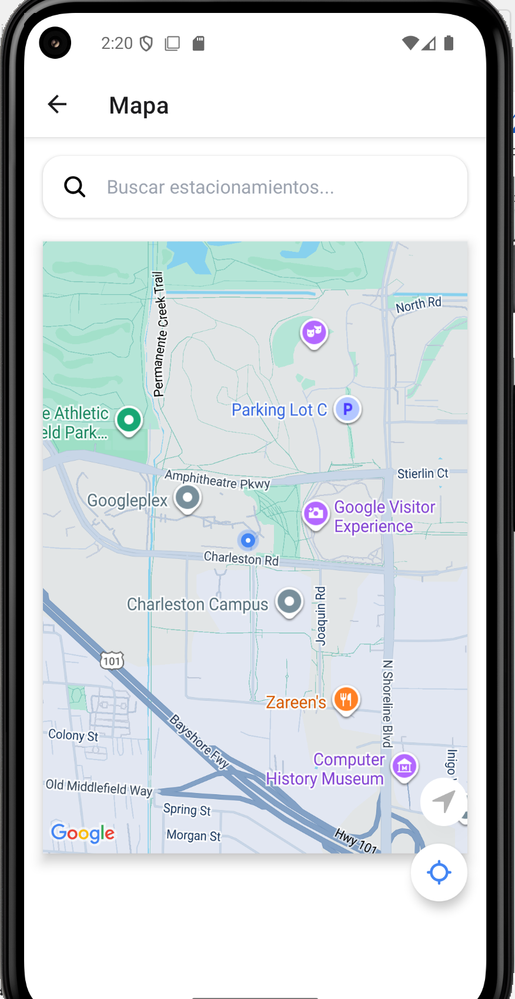 2:20
Mapa
Buscar estacionamientos...
Permanente Creek Trail
North Rd
e Athletic
eld Park...
Parking Lot C
P
Amphitheatre Pkwy
Stierlin Ct
Googleplex
Google Visitor
Experience
Charleston Rd
Charleston Campus
Joaquin Rd
101
N Shoreline Blvd
Zareen's
Colony St
Bayshore Fwy
Computer
History Museum
M
Inigo
Old Middlefield Way
Spring St
Google
Morgan St
Hwy 101